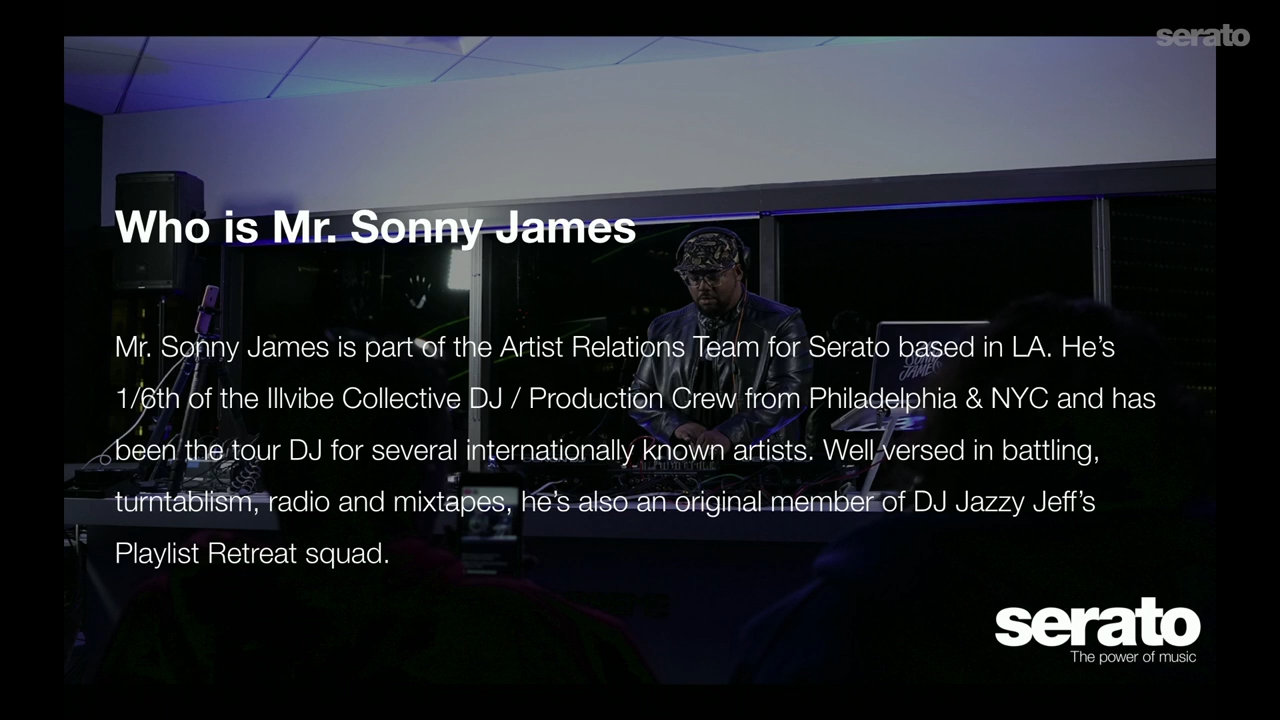 serato
Who is Mr. Sonny James
Mr. Sonny James is part of the Artist Relations Team for Serato based in LA. He’s
1/6th of the Illvibe Collective DJ / Production Crew from Philadelphia & NYC and has
been the tour DJ for several internationally known artists. Well versed in battling,
turntablism, radio and mixtapes, he’s also an original member of DJ Jazzy Jeff’s
Playlist Retreat squad.
serato
The power of music